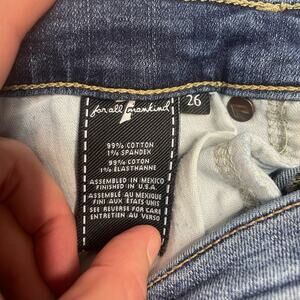 for all mankind
26
99% COTTON
1% SPANDEX
99% COTON
1% ÉLASTHANNE
ASSEMBLED IN MEXICO
FINISHED IN U.S.A.
ASSEMBLÉ AU MEXIQUE
FINI AUX ÉTATS-UNIS
SEE REVERSE FOR CARE
ENTRETIEN AU VERSO